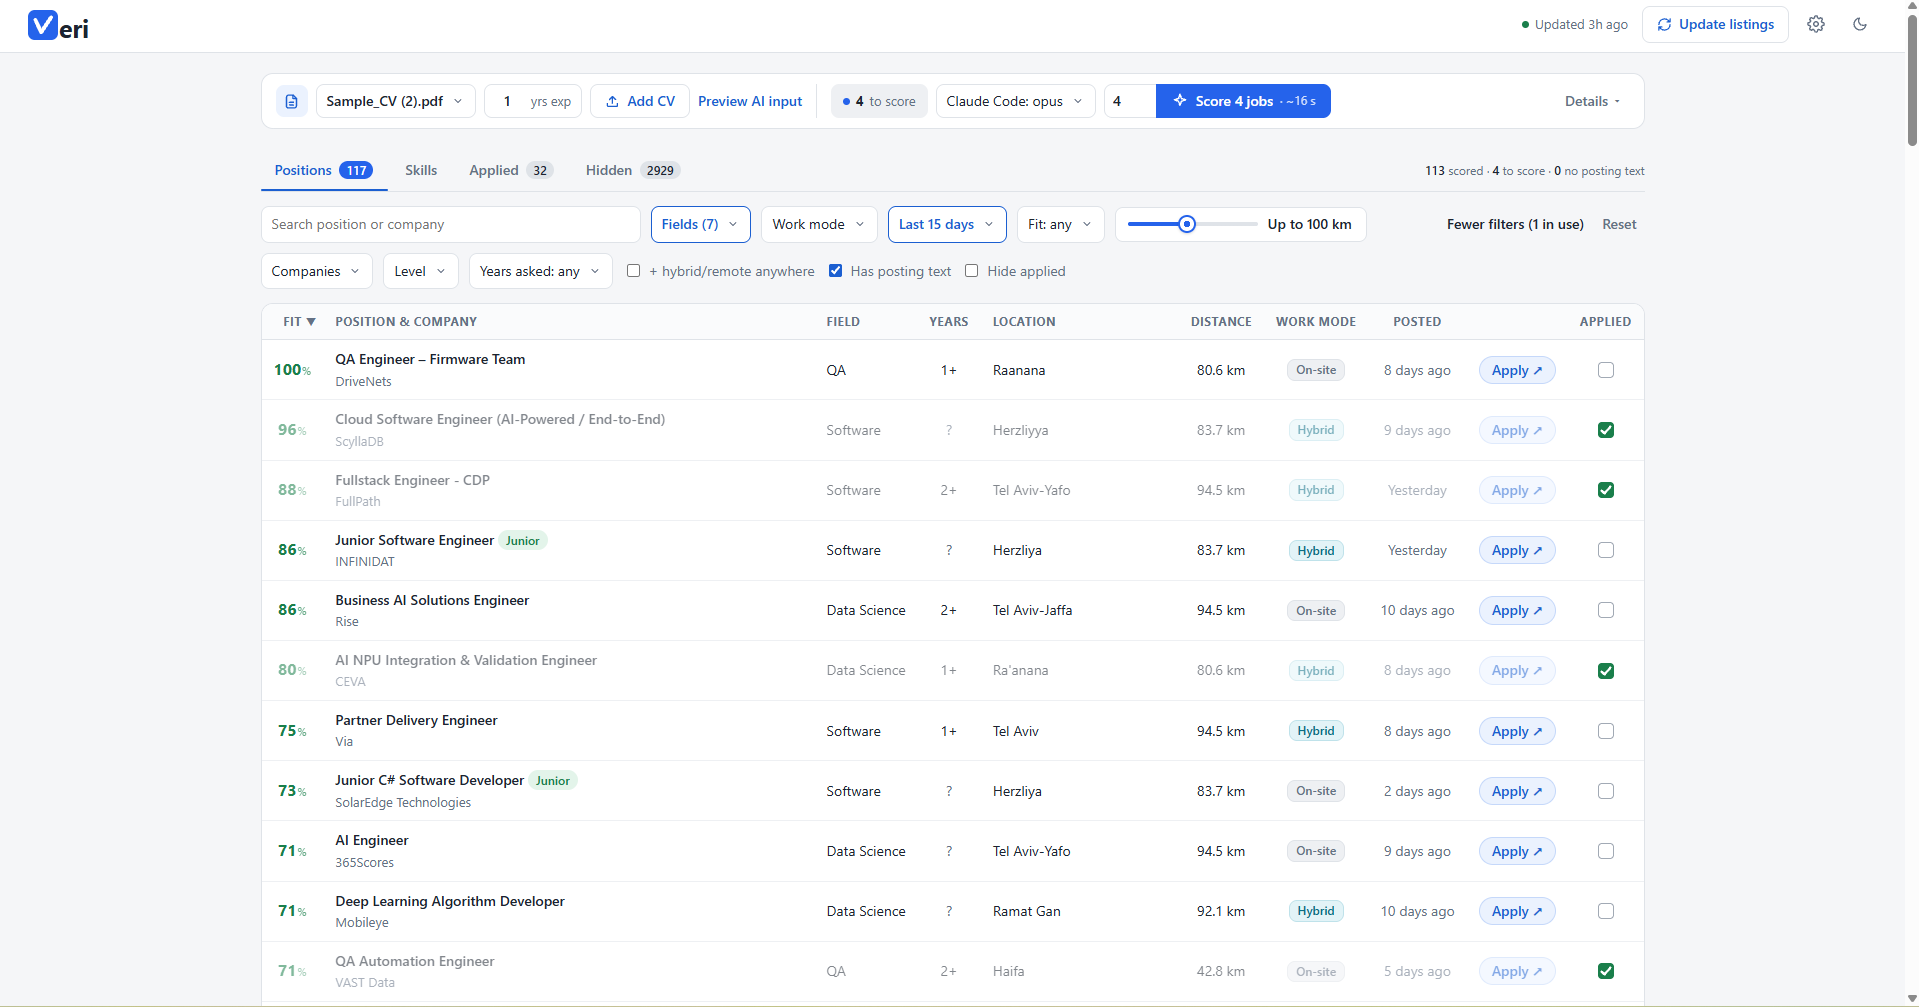 Veri
Updated 3h ago
Update listings
Sample_CV (2).pdf
1 yrs exp
Add CV
Preview AI input
4 to score
Claude Code: opus
4
Score 4 jobs · ~16 s
Details
Positions 117
Skills
Applied 32
Hidden 2929
113 scored · 4 to score · 0 no posting text
Search position or company
Fields (7)
Work mode
Last 15 days
Fit: any
Up to 100 km
Fewer filters (1 in use)
Reset
Companies
Level
Years asked: any
+ hybrid/remote anywhere
Has posting text
Hide applied
FIT ▼ POSITION & COMPANY FIELD YEARS LOCATION DISTANCE WORK MODE POSTED APPLIED
100% QA Engineer – Firmware Team QA 1+ Raanana 80.6 km On-site 8 days ago Apply ↗
DriveNets
96% Cloud Software Engineer (AI-Powered / End-to-End) Software ? Herzliyya 83.7 km Hybrid 9 days ago Apply ↗
ScyllaDB
88% Fullstack Engineer - CDP Software 2+ Tel Aviv-Yafo 94.5 km Hybrid Yesterday Apply ↗
FullPath
86% Junior Software Engineer Junior Software ? Herzliya 83.7 km Hybrid Yesterday Apply ↗
INFINIDAT
86% Business AI Solutions Engineer Data Science 2+ Tel Aviv-Jaffa 94.5 km On-site 10 days ago Apply ↗
Rise
80% AI NPU Integration & Validation Engineer Data Science 1+ Ra'anana 80.6 km Hybrid 8 days ago Apply ↗
CEVA
75% Partner Delivery Engineer Software 1+ Tel Aviv 94.5 km Hybrid 8 days ago Apply ↗
Via
73% Junior C# Software Developer Junior Software ? Herzliya 83.7 km On-site 2 days ago Apply ↗
SolarEdge Technologies
71% AI Engineer Data Science ? Tel Aviv-Yafo 94.5 km On-site 9 days ago Apply ↗
365Scores
71% Deep Learning Algorithm Developer Data Science ? Ramat Gan 92.1 km Hybrid 10 days ago Apply ↗
Mobileye
71% QA Automation Engineer QA 2+ Haifa 42.8 km On-site 5 days ago Apply ↗
VAST Data